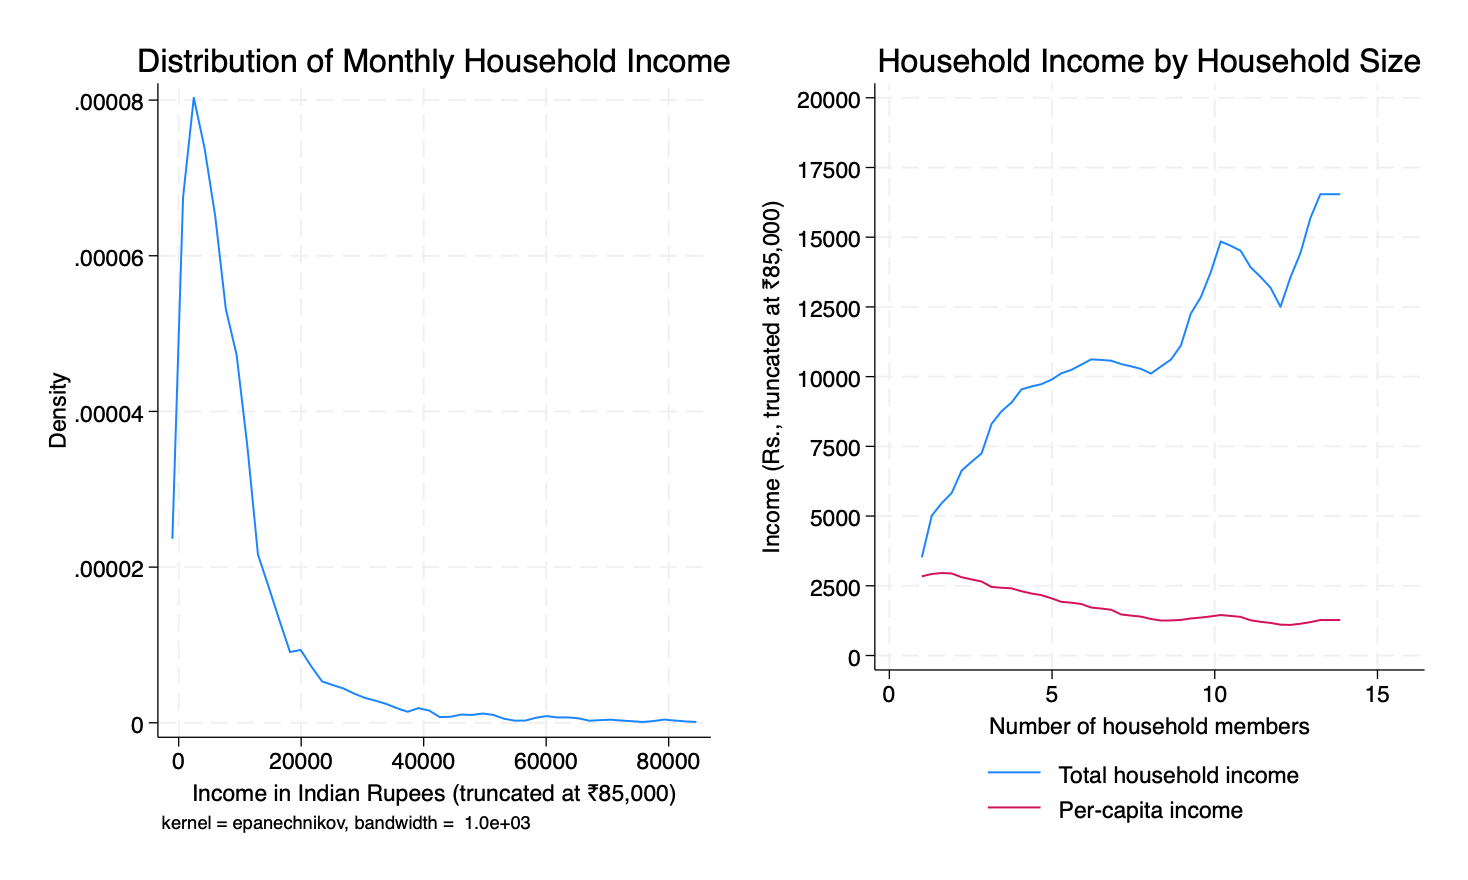 Distribution of Monthly Household Income
.00008
.00006
.00004
.00002
0
Density
0 20000 40000 60000 80000
Income in Indian Rupees (truncated at ₹85,000)
kernel = epanechnikov, bandwidth = 1.0e+03
Household Income by Household Size
20000
17500
15000
12500
10000
7500
5000
2500
0
Income (Rs., truncated at ₹85,000)
0 5 10 15
Number of household members
Total household income
Per-capita income